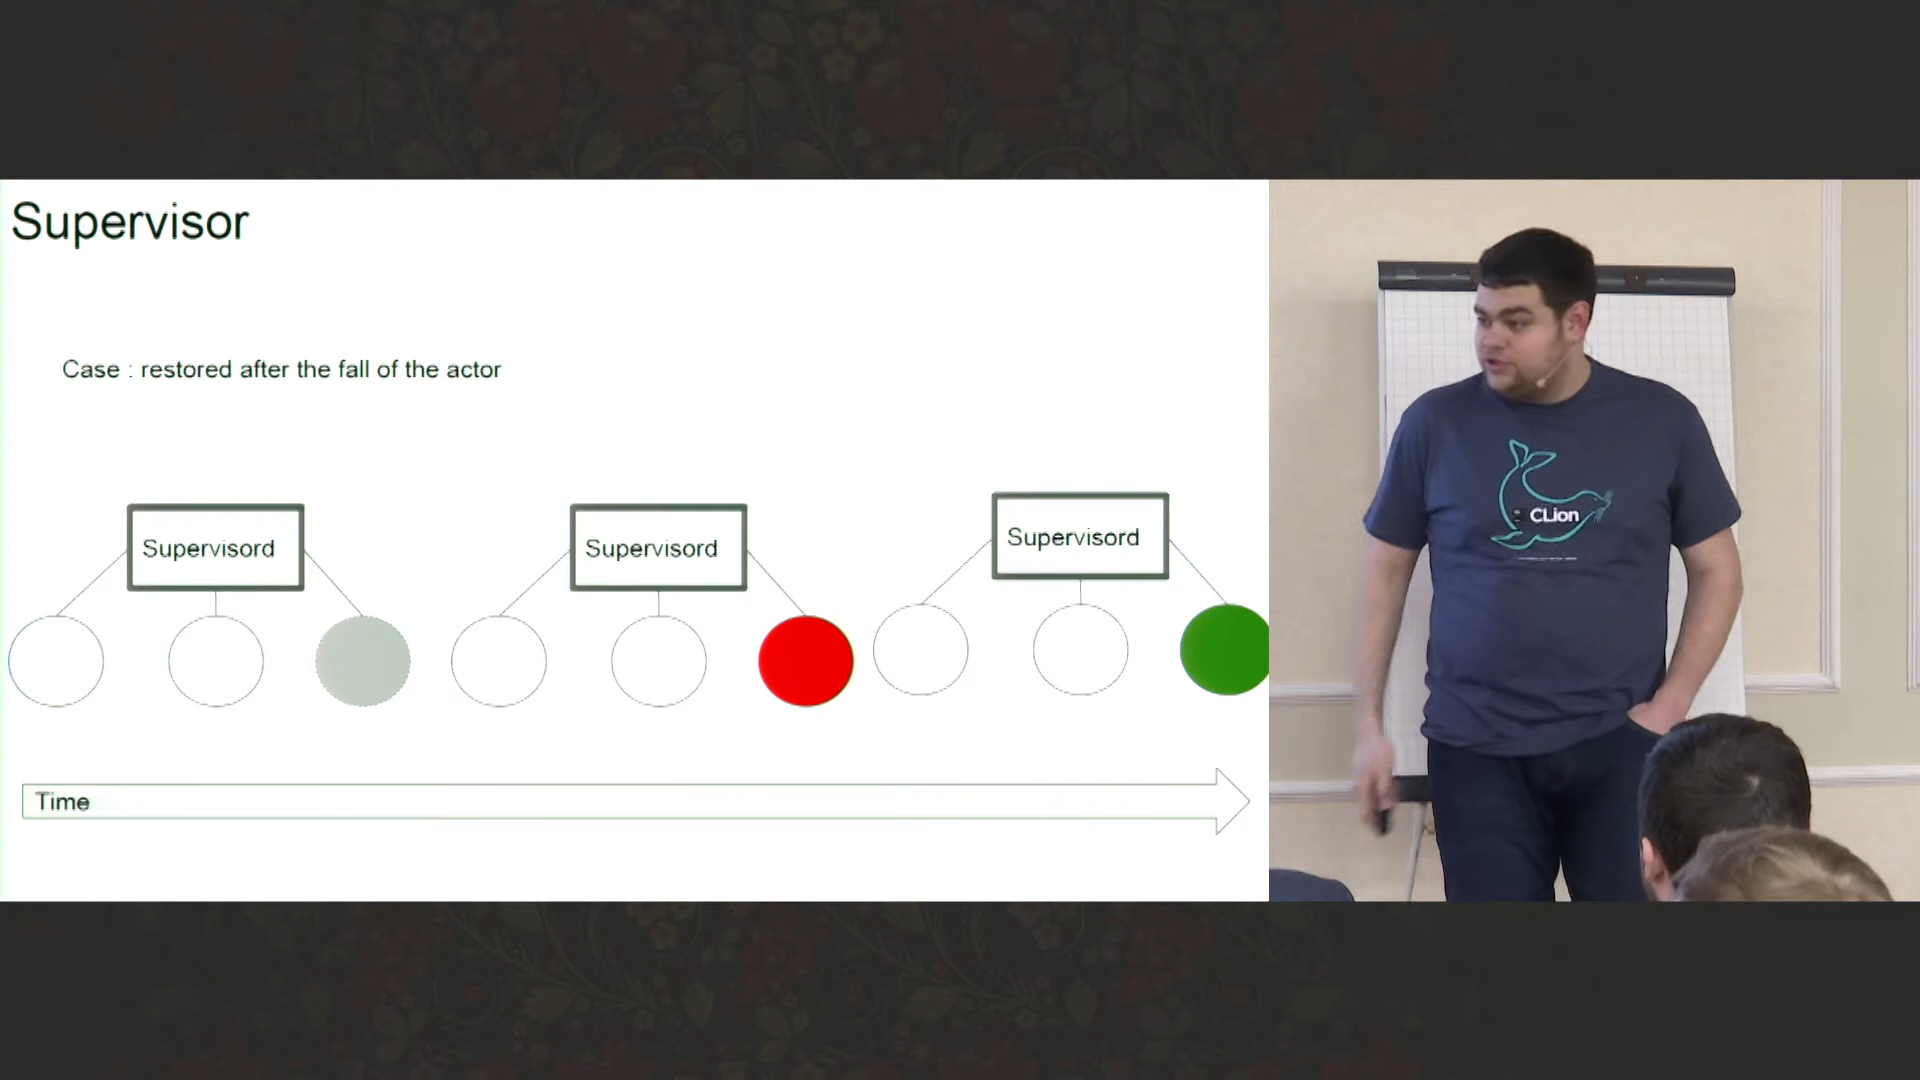 Supervisor
Case : restored after the fall of the actor
Supervisord
Supervisord
Supervisord
Time
CLion